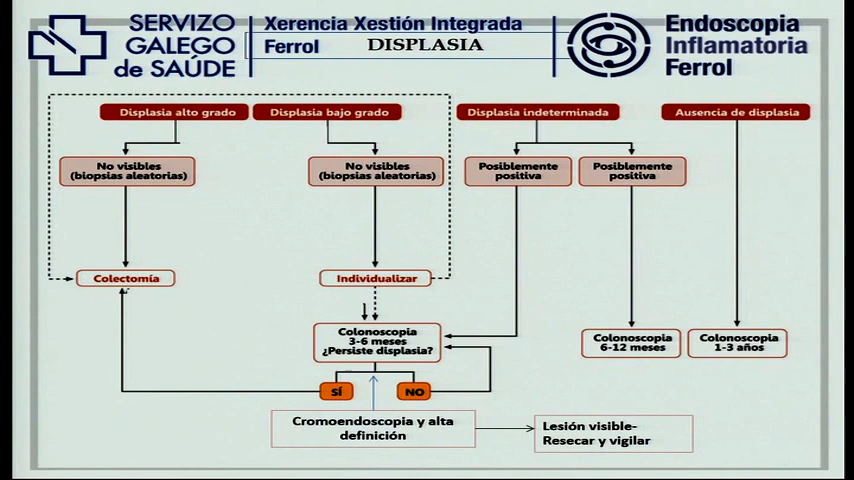 SERVIZO
GALEGO
de SAÚDE
Xerencia Xestión Integrada
Ferrol
DISPLASIA
Endoscopia
Inflamatoria
Ferrol
Displasia alto grado
Displasia bajo grado
Displasia indeterminada
Ausencia de displasia
No visibles
(biopsias aleatorias)
No visibles
(biopsias aleatorias)
Posiblemente
positiva
Posiblemente
positiva
Colectomía
Individualizar
Colonoscopia
3-6 meses
¿Persiste displasia?
Colonoscopia
6-12 meses
Colonoscopia
1-3 años
SÍ
NO
Cromoendoscopia y alta
definición
Lesión visible-
Resecar y vigilar